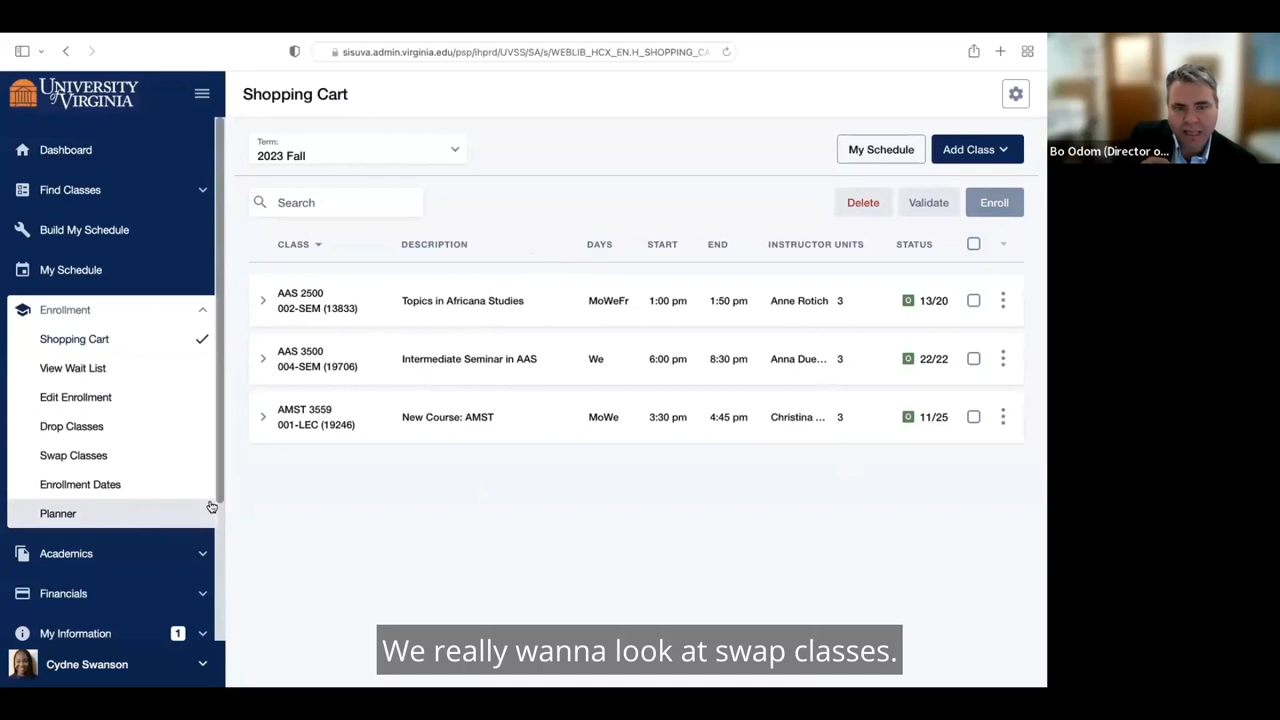 sisuva.admin.virginia.edu/psp/ihprd/UVSS/SA/s/WEBLIB_HCX_EN.H_SHOPPING_CA
UNIVERSITY
of VIRGINIA
Shopping Cart
Bo Odom (Director o...
Dashboard
Term:
2023 Fall
My Schedule
Add Class
Find Classes
Search
Delete
Validate
Enroll
Build My Schedule
CLASS DESCRIPTION DAYS START END INSTRUCTOR UNITS STATUS
My Schedule
AAS 2500
002-SEM (13833)
Topics in Africana Studies MoWeFr 1:00 pm 1:50 pm Anne Rotich 3 O 13/20
Enrollment
Shopping Cart
AAS 3500
004-SEM (19706)
Intermediate Seminar in AAS We 6:00 pm 8:30 pm Anna Due... 3 O 22/22
View Wait List
Edit Enrollment
AMST 3559
001-LEC (19246)
New Course: AMST MoWe 3:30 pm 4:45 pm Christina ... 3 O 11/25
Drop Classes
Swap Classes
Enrollment Dates
Planner
Academics
Financials
My Information 1
Cydne Swanson
We really wanna look at swap classes.